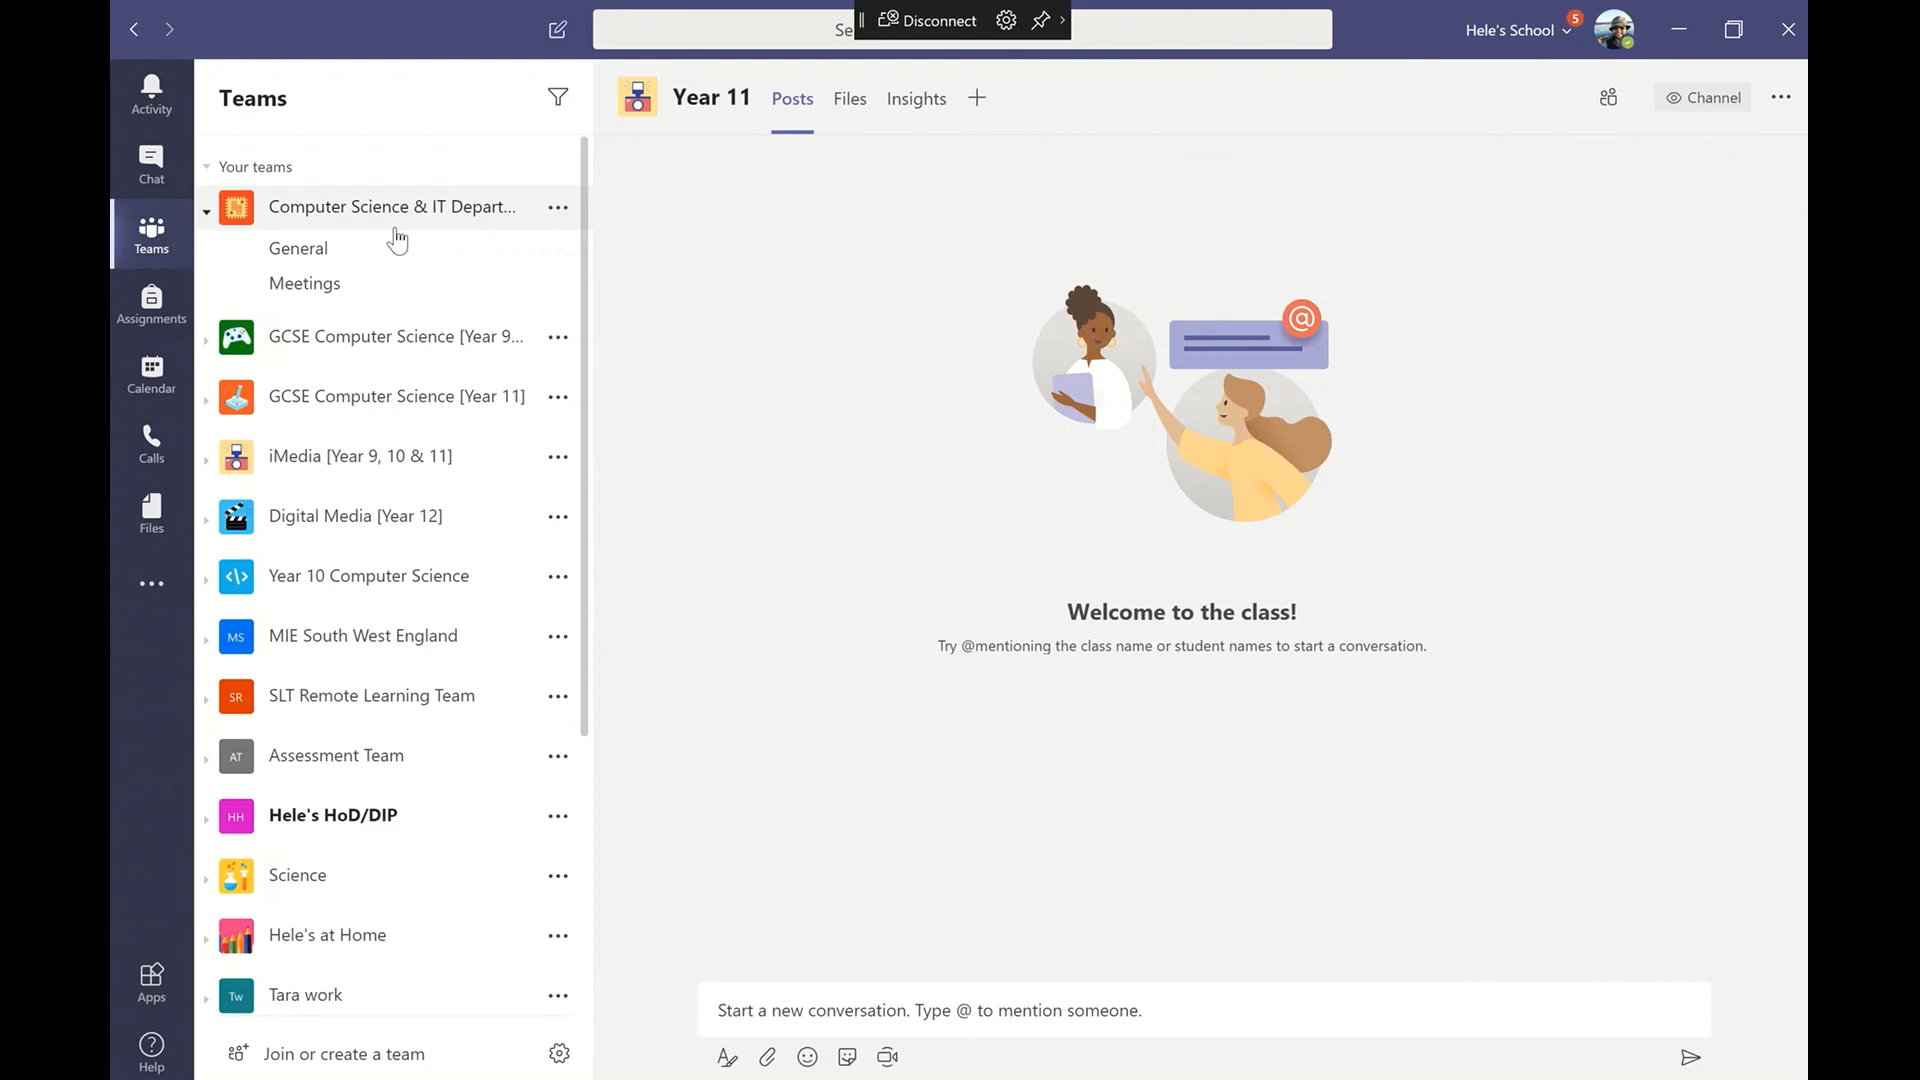 Se
Disconnect
Hele's School
5
Activity
Chat
Teams
Assignments
Calendar
Calls
Files
Apps
Help
Teams
Your teams
Computer Science & IT Depart...
General
Meetings
GCSE Computer Science [Year 9...
GCSE Computer Science [Year 11]
iMedia [Year 9, 10 & 11]
Digital Media [Year 12]
Year 10 Computer Science
MS MIE South West England
SR SLT Remote Learning Team
AT Assessment Team
HH Hele's HoD/DIP
Science
Hele's at Home
Tw Tara work
Join or create a team
Year 11 Posts Files Insights
Channel
Welcome to the class!
Try @mentioning the class name or student names to start a conversation.
Start a new conversation. Type @ to mention someone.